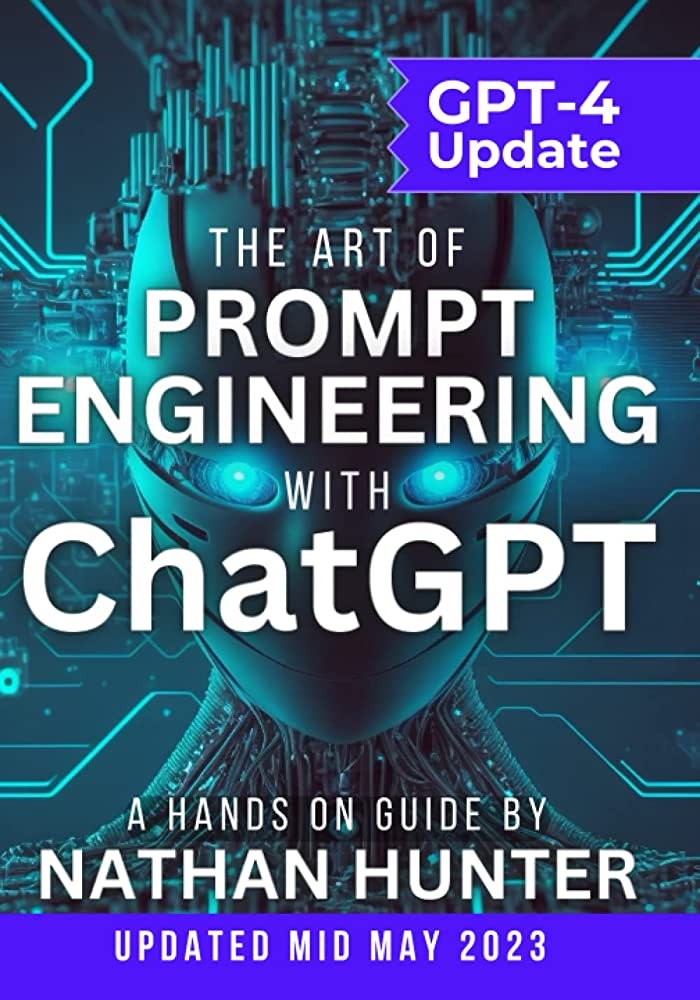 GPT-4
Update
THE ART OF
PROMPT
ENGINEERING
WITH
ChatGPT
A HANDS ON GUIDE BY
NATHAN HUNTER
UPDATED MID MAY 2023